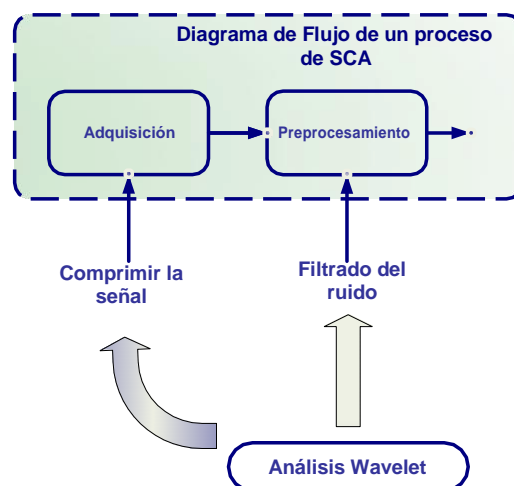 Diagrama de Flujo de un proceso
de SCA
Adquisición
Preprocesamiento
Comprimir la
señal
Filtrado del
ruido
Análisis Wavelet